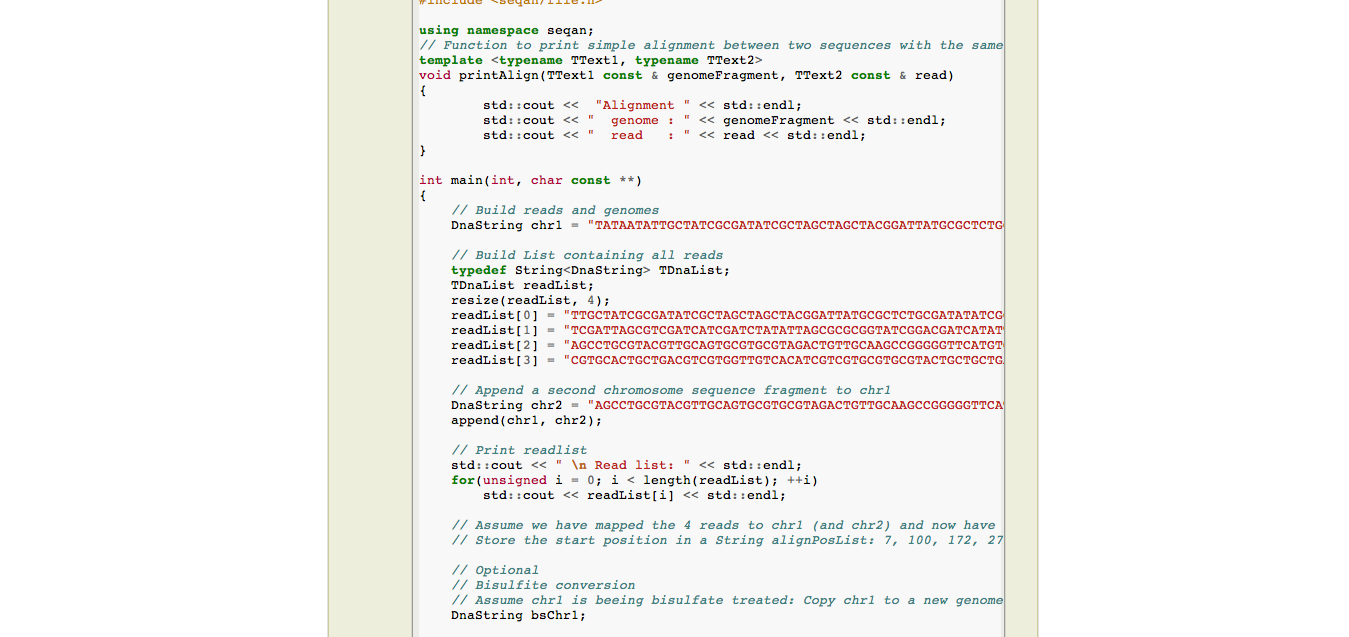 #include <seqan/file.h>
using namespace seqan;
// Function to print simple alignment between two sequences with the same
template <typename TText1, typename TText2>
void printAlign(TText1 const & genomeFragment, TText2 const & read)
{
std::cout << "Alignment " << std::endl;
std::cout << " genome : " << genomeFragment << std::endl;
std::cout << " read : " << read << std::endl;
}
int main(int, char const **)
{
// Build reads and genomes
DnaString chr1 = "TATAATATTGCTATCGCGATATCGCTAGCTAGCTACGGATTATGCGCTCTG
// Build List containing all reads
typedef String<DnaString> TDnaList;
TDnaList readList;
resize(readList, 4);
readList[0] = "TTGCTATCGCGATATCGCTAGCTAGCTACGGATTATGCGCTCTGCGATATATCG
readList[1] = "TCGATTAGCGTCGATCATCGATCTATATTAGCGCGCGGTATCGGACGATCATAT
readList[2] = "AGCCTGCGTACGTTGCAGTGCGTGCGTAGACTGTTGCAAGCCGGGGGTTCATGT
readList[3] = "CGTGCACTGCTGACGTCGTGGTTGTCACATCGTCGTGCGTGCGTACTGCTGCTG
// Append a second chromosome sequence fragment to chr1
DnaString chr2 = "AGCCTGCGTACGTTGCAGTGCGTGCGTAGACTGTTGCAAGCCGGGGGTTCA
append(chr1, chr2);
// Print readlist
std::cout << " \n Read list: " << std::endl;
for(unsigned i = 0; i < length(readList); ++i)
std::cout << readList[i] << std::endl;
// Assume we have mapped the 4 reads to chr1 (and chr2) and now have
// Store the start position in a String alignPosList: 7, 100, 172, 27
// Optional
// Bisulfite conversion
// Assume chr1 is beeing bisulfate treated: Copy chr1 to a new genome
DnaString bsChr1;